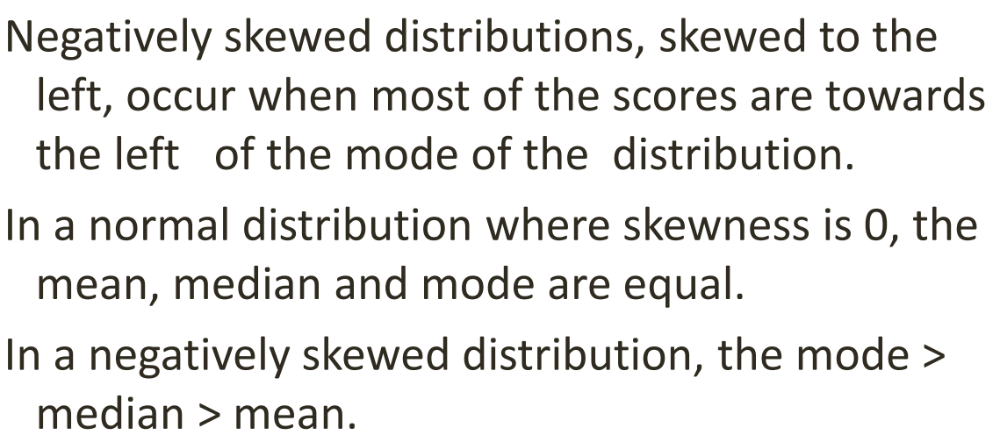 Negatively skewed distributions, skewed to the
left, occur when most of the scores are towards
the left of the mode of the distribution.
In a normal distribution where skewness is 0, the
mean, median and mode are equal.
In a negatively skewed distribution, the mode >
median > mean.